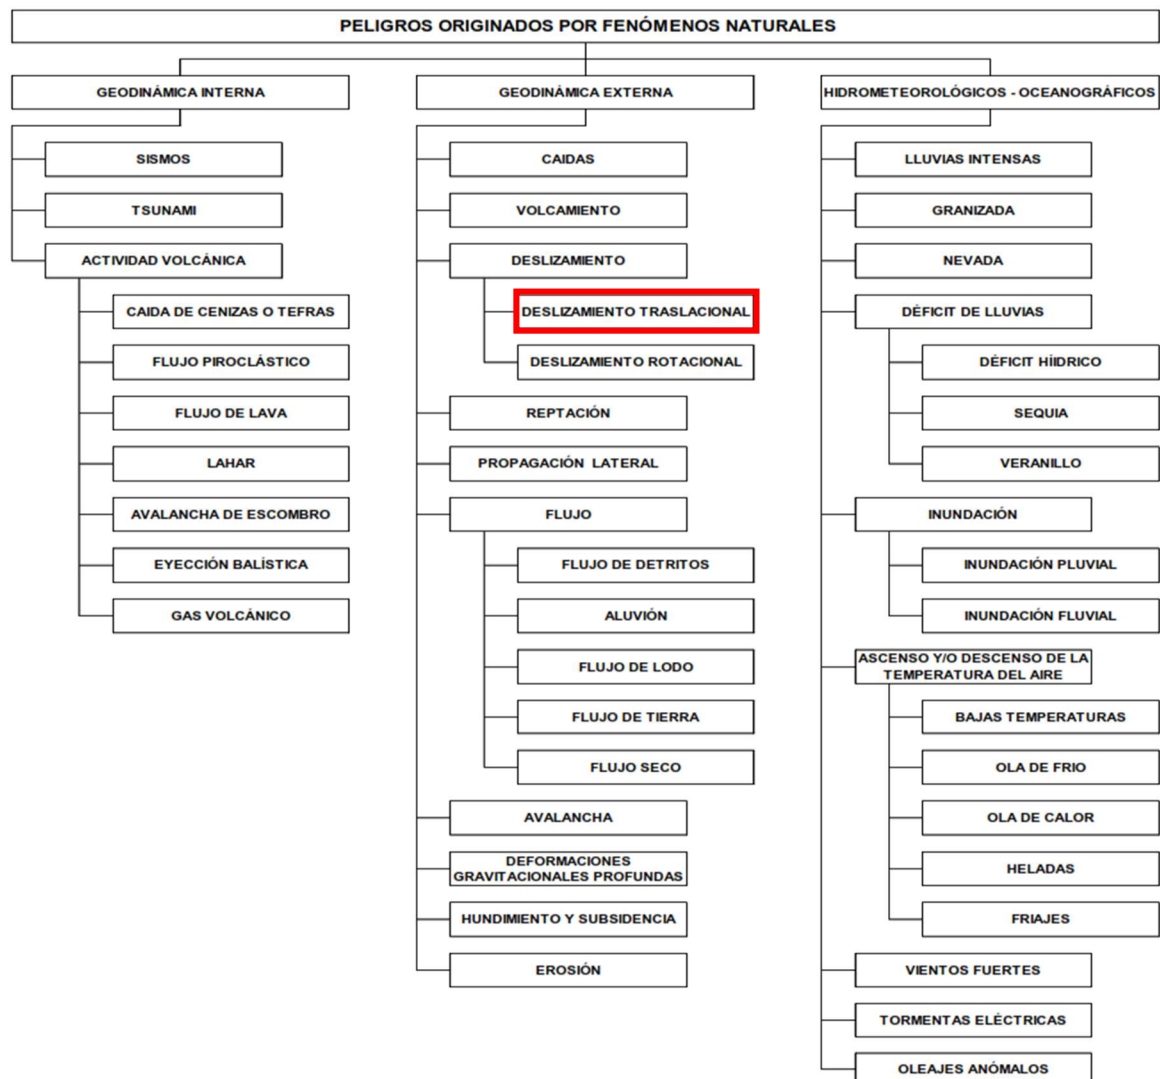 PELIGROS ORIGINADOS POR FENÓMENOS NATURALES
GEODINÁMICA INTERNA
SISMOS
TSUNAMI
ACTIVIDAD VOLCÁNICA
CAIDA DE CENIZAS O TEFRAS
FLUJO PIROCLÁSTICO
FLUJO DE LAVA
LAHAR
AVALANCHA DE ESCOMBRO
EYECCIÓN BALÍSTICA
GAS VOLCÁNICO
GEODINÁMICA EXTERNA
CAIDAS
VOLCAMIENTO
DESLIZAMIENTO
DESLIZAMIENTO TRASLACIONAL
DESLIZAMIENTO ROTACIONAL
REPTACIÓN
PROPAGACIÓN LATERAL
FLUJO
FLUJO DE DETRITOS
ALUVIÓN
FLUJO DE LODO
FLUJO DE TIERRA
FLUJO SECO
AVALANCHA
DEFORMACIONES
GRAVITACIONALES PROFUNDAS
HUNDIMIENTO Y SUBSIDENCIA
EROSIÓN
HIDROMETEOROLÓGICOS - OCEANOGRÁFICOS
LLUVIAS INTENSAS
GRANIZADA
NEVADA
DÉFICIT DE LLUVIAS
DÉFICIT HÍIDRICO
SEQUIA
VERANILLO
INUNDACIÓN
INUNDACIÓN PLUVIAL
INUNDACIÓN FLUVIAL
ASCENSO Y/O DESCENSO DE LA
TEMPERATURA DEL AIRE
BAJAS TEMPERATURAS
OLA DE FRIO
OLA DE CALOR
HELADAS
FRIAJES
VIENTOS FUERTES
TORMENTAS ELÉCTRICAS
OLEAJES ANÓMALOS